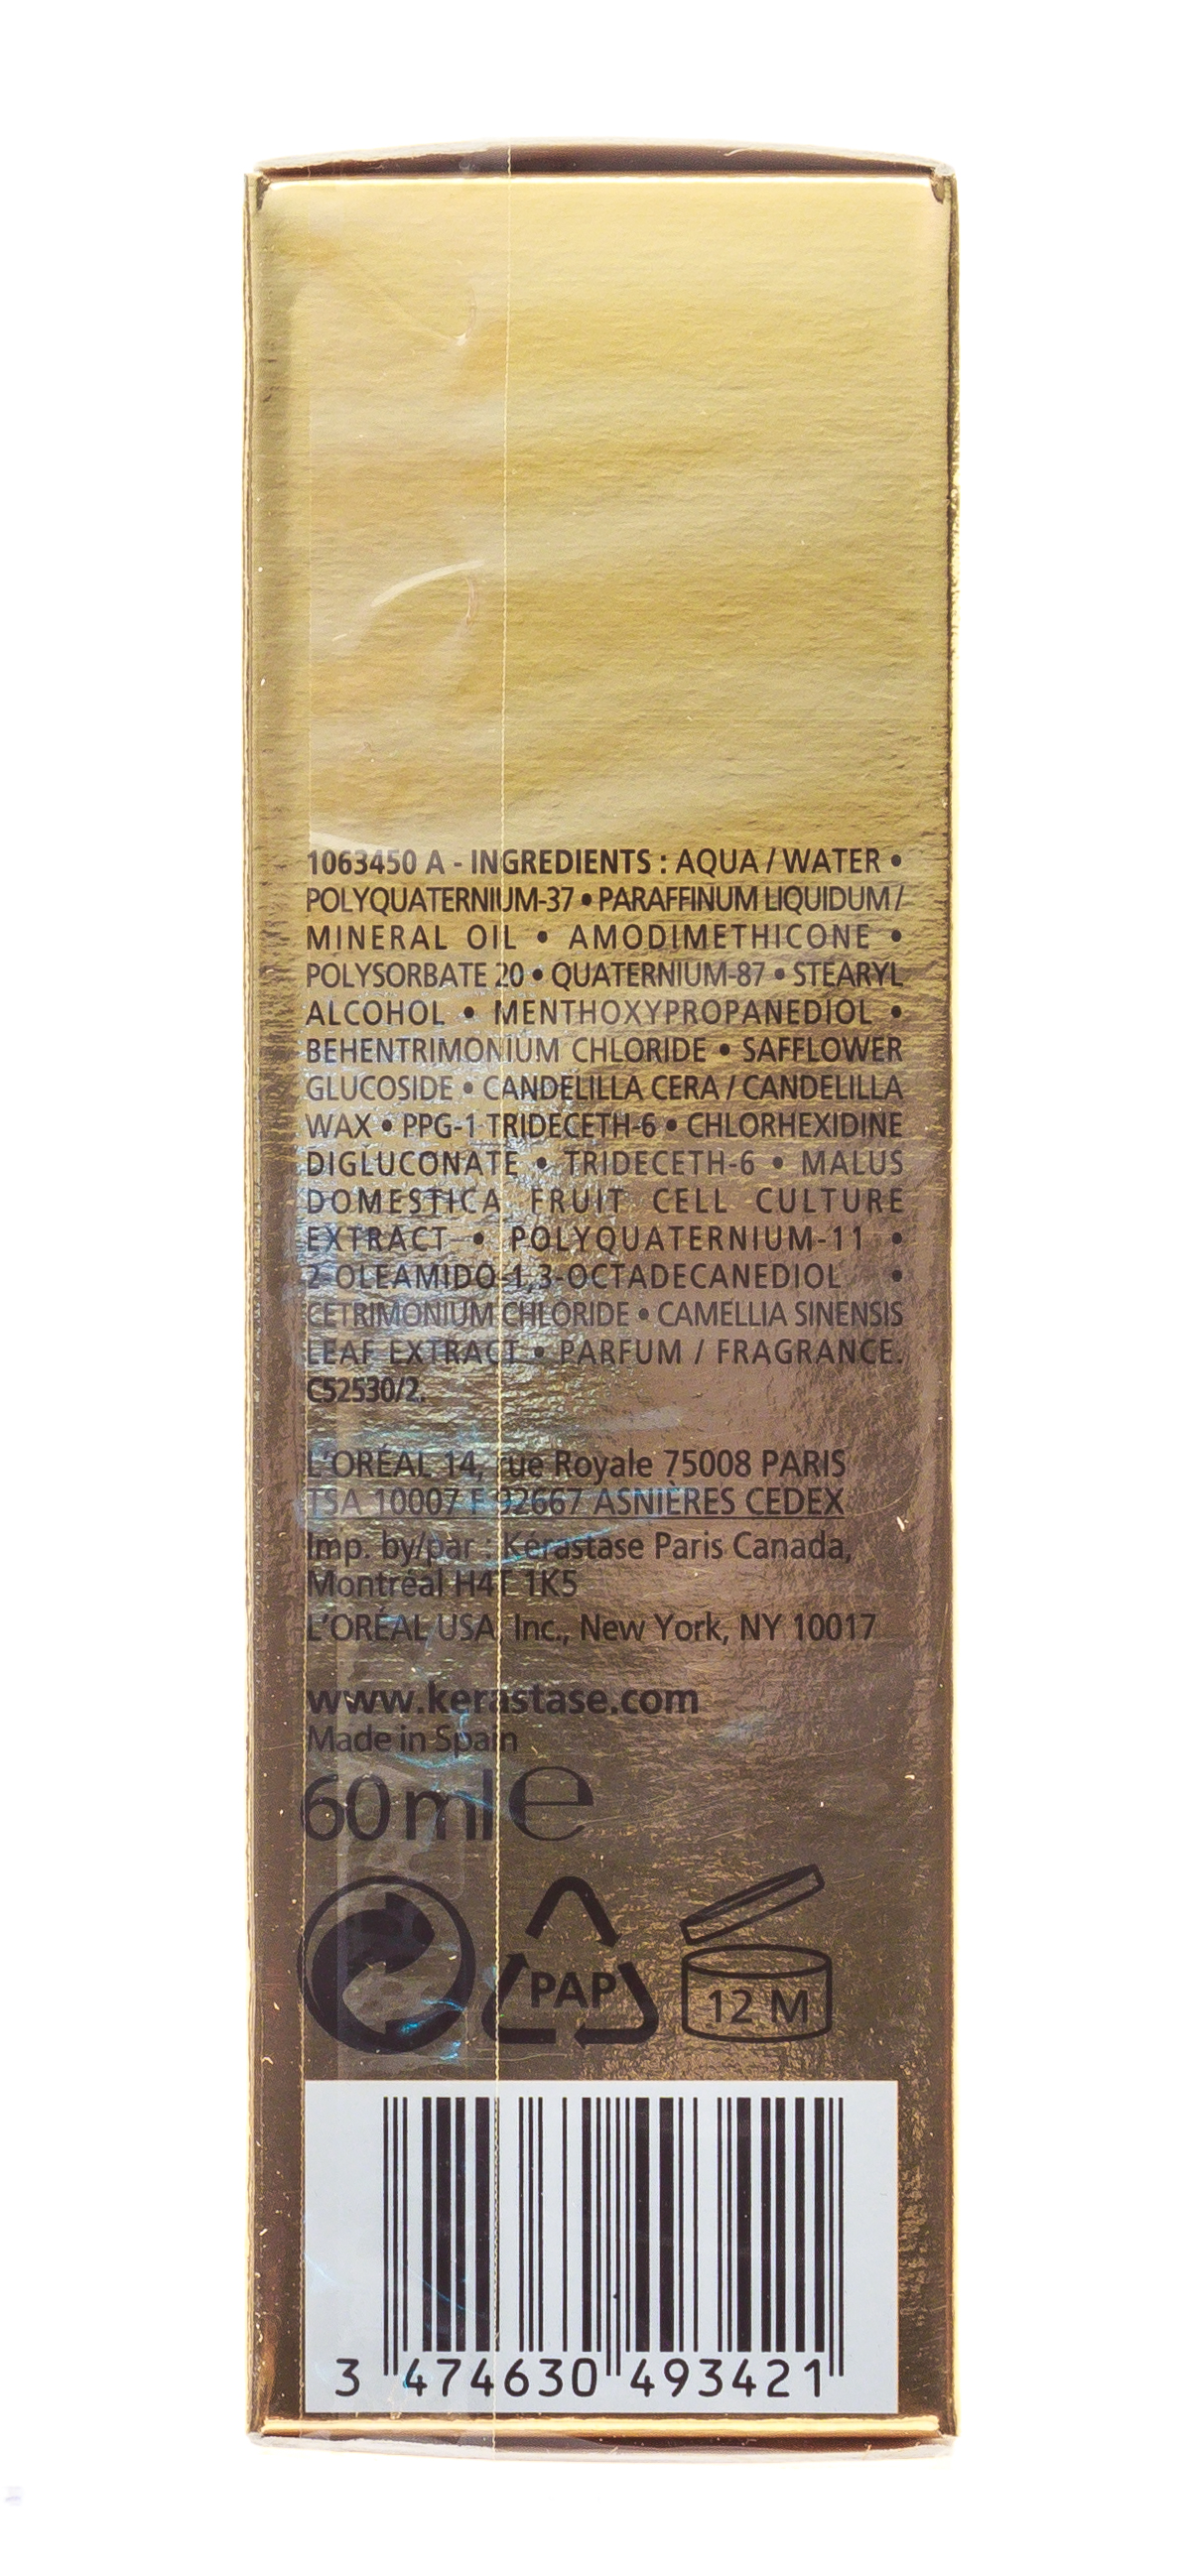 1063450 A - INGREDIENTS : AQUA / WATER •
POLYQUATERNIUM-37 • PARAFFINUM LIQUIDUM /
MINERAL OIL • AMODIMETHICONE •
POLYSORBATE 20 • QUATERNIUM-87 • STEARYL
ALCOHOL • MENTHOXYPROPANEDIOL •
BEHENTRIMONIUM CHLORIDE • SAFFLOWER
GLUCOSIDE • CANDELILLA CERA / CANDELILLA
WAX • PPG-1 TRIDECETH-6 • CHLORHEXIDINE
DIGLUCONATE • TRIDECETH-6 • MALUS
DOMESTICA FRUIT CELL CULTURE
EXTRACT • POLYQUATERNIUM-11 •
2-OLEAMIDO-1,3-OCTADECANEDIOL •
CETRIMONIUM CHLORIDE • CAMELLIA SINENSIS
LEAF EXTRACT • PARFUM / FRAGRANCE.
C52530/2.
L'ORÉAL 14, rue Royale 75008 PARIS
TSA 10007 F 92667 ASNIÈRES CEDEX
Imp. by/par : Kérastase Paris Canada,
Montréal H4T 1K5
L'ORÉAL USA, Inc., New York, NY 10017
www.kerastase.com
Made in Spain
60 ml e
PAP
12 M
3 474630 493421